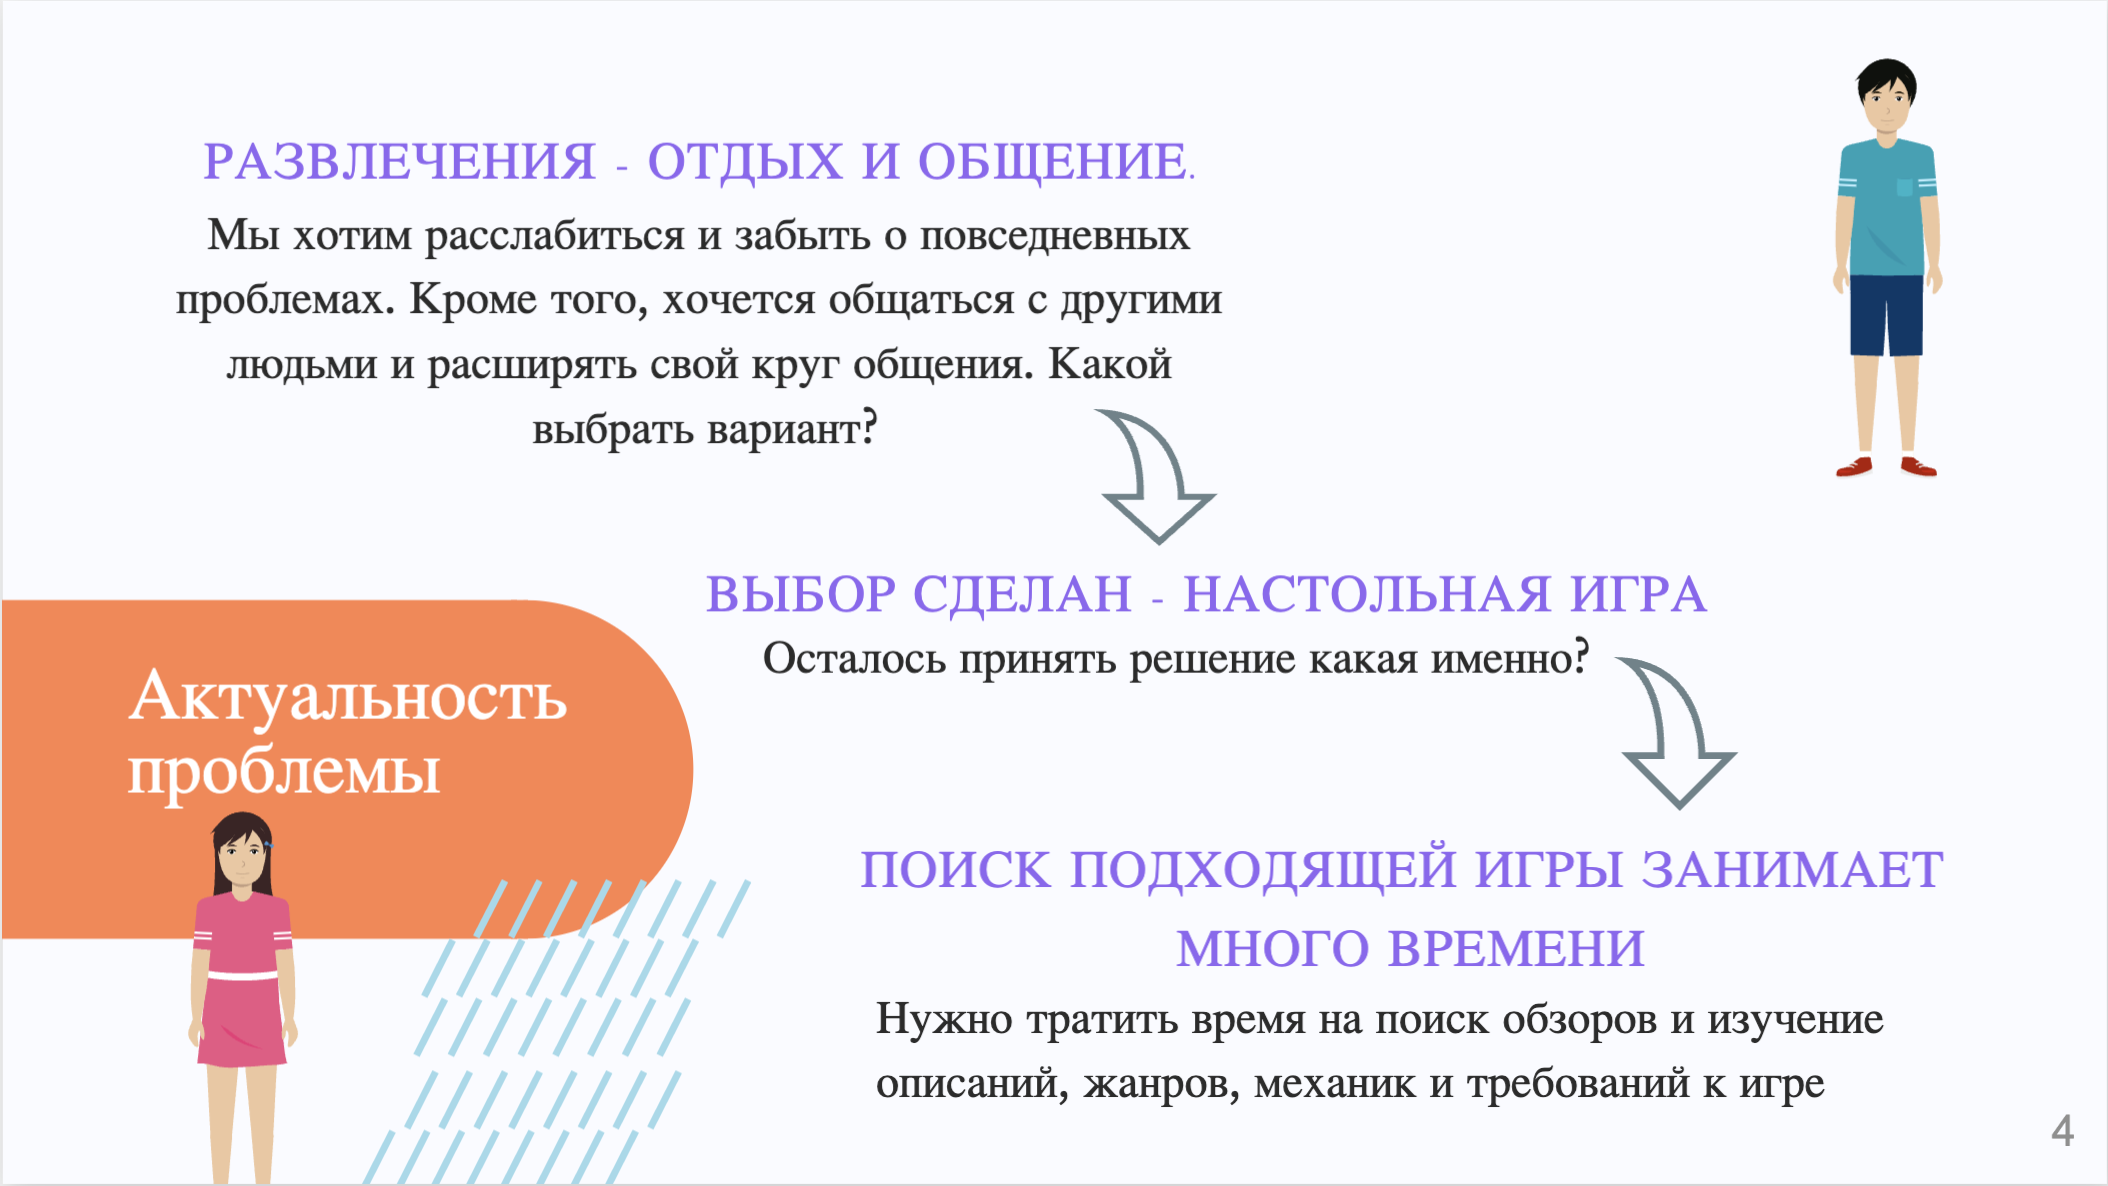 РАЗВЛЕЧЕНИЯ - ОТДЫХ И ОБЩЕНИЕ.
Мы хотим расслабиться и забыть о повседневных
проблемах. Кроме того, хочется общаться с другими
людьми и расширять свой круг общения. Какой
выбрать вариант?
ВЫБОР СДЕЛАН - НАСТОЛЬНАЯ ИГРА
Осталось принять решение какая именно?
Актуальность
проблемы
ПОИСК ПОДХОДЯЩЕЙ ИГРЫ ЗАНИМАЕТ
МНОГО ВРЕМЕНИ
Нужно тратить время на поиск обзоров и изучение
описаний, жанров, механик и требований к игре
4